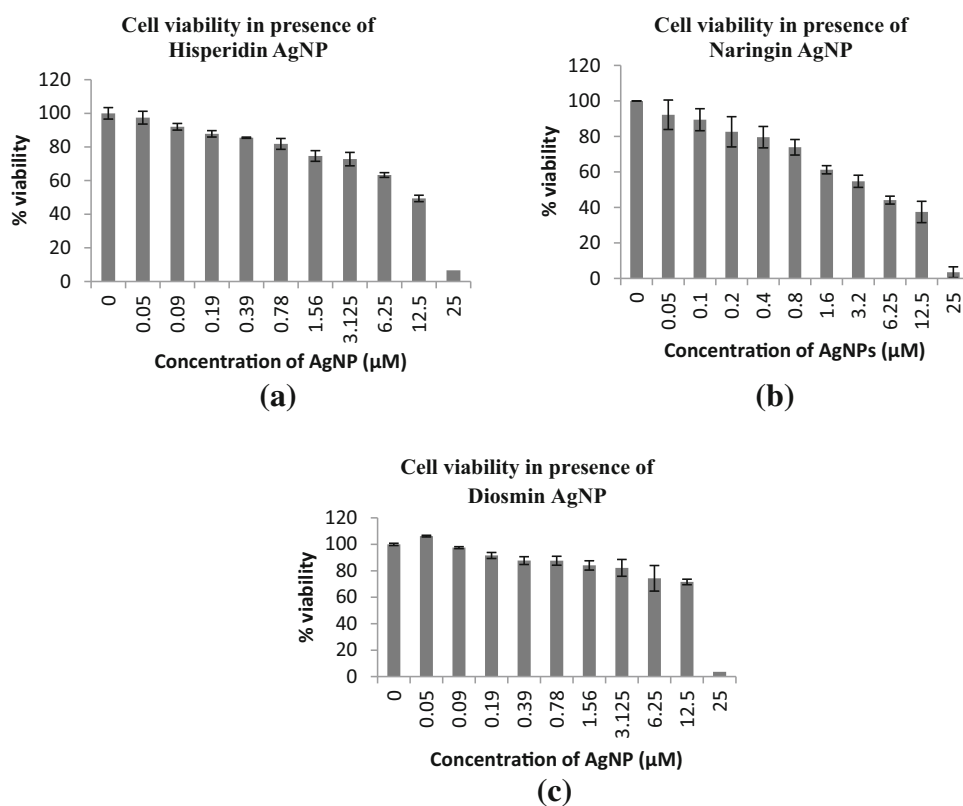 Cell viability in presence of
Hisperidin AgNP
% viability
120
100
80
60
40
20
0
0 0.05 0.09 0.19 0.39 0.78 1.56 3.125 6.25 12.5 25
Concentration of AgNP (µM)
(a)
Cell viability in presence of
Naringin AgNP
% viability
120
100
80
60
40
20
0
0 0.05 0.1 0.2 0.4 0.8 1.6 3.2 6.25 12.5 25
Concentration of AgNPs (µM)
(b)
Cell viability in presence of
Diosmin AgNP
% viability
120
100
80
60
40
20
0
0 0.05 0.09 0.19 0.39 0.78 1.56 3.125 6.25 12.5 25
Concentration of AgNP (µM)
(c)